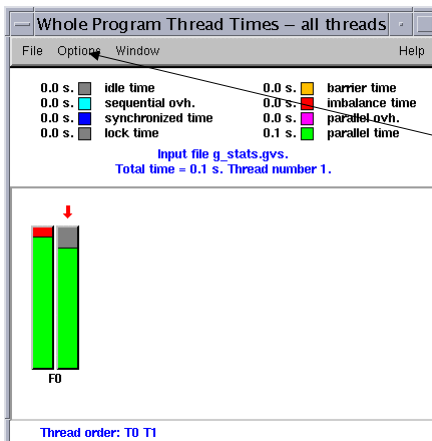 Whole Program Thread Times – all threads
File Options Window Help
0.0 s. idle time 0.0 s. barrier time
0.0 s. sequential ovh. 0.0 s. imbalance time
0.0 s. synchronized time 0.0 s. parallel ovh.
0.0 s. lock time 0.1 s. parallel time
Input file g_stats.gvs.
Total time = 0.1 s. Thread number 1.
F0
Thread order: T0 T1